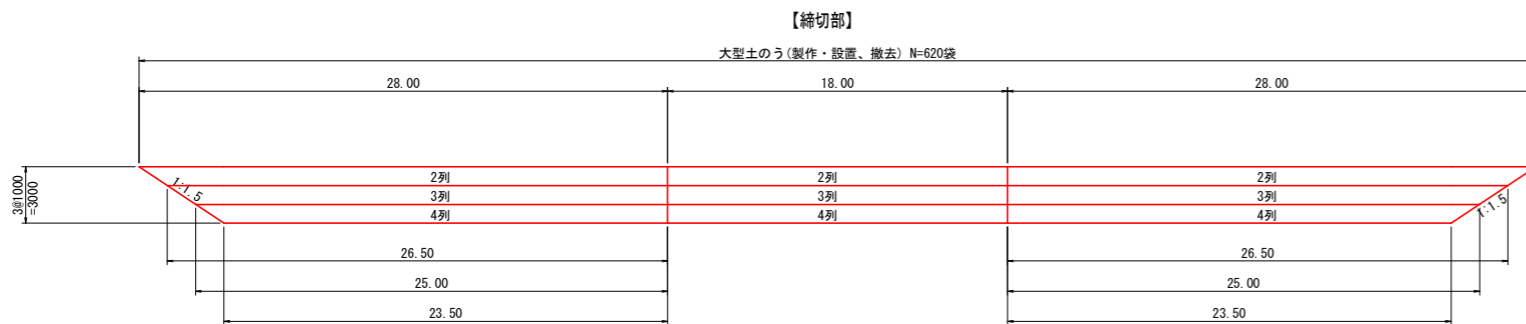 【締切部】
大型土のう(製作・設置、撤去) N=620袋
28.00 18.00 28.00
3@1000
=3000
1:1.5
2列 2列 2列
3列 3列 3列
4列 4列 4列
1:1.5
26.50 26.50
25.00 25.00
23.50 23.50